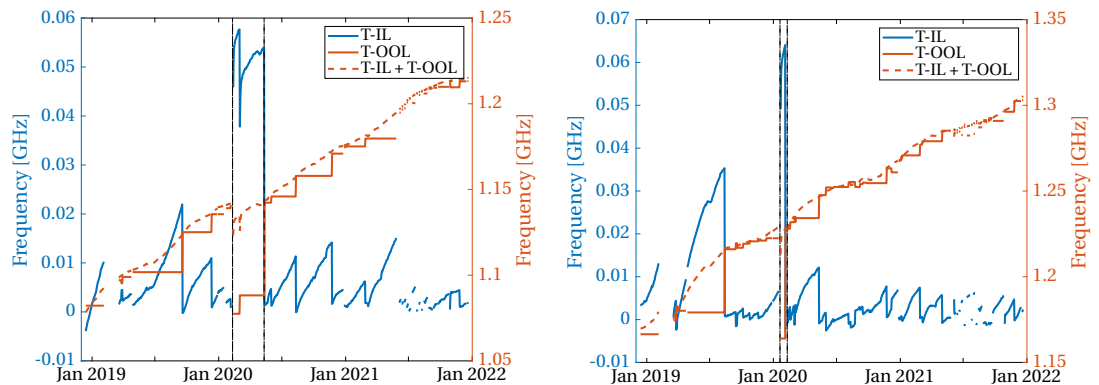 T-IL
T-OOL
T-IL + T-OOL
Frequency [GHz]
0.06
0.05
0.04
0.03
0.02
0.01
0
-0.01
Frequency [GHz]
1.25
1.2
1.15
1.1
1.05
Jan 2019
Jan 2020
Jan 2021
Jan 2022
T-IL
T-OOL
T-IL + T-OOL
Frequency [GHz]
0.07
0.06
0.05
0.04
0.03
0.02
0.01
0
-0.01
Frequency [GHz]
1.35
1.3
1.25
1.2
1.15
Jan 2019
Jan 2020
Jan 2021
Jan 2022